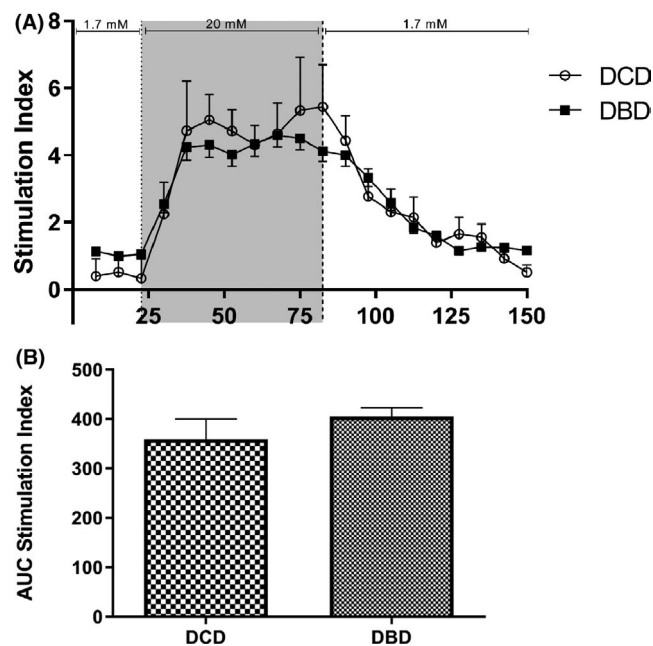 (A)
1.7 mM 20 mM 1.7 mM
Stimulation Index
8
6
4
2
0
25 50 75 100 125 150
DCD
DBD
(B)
AUC Stimulation Index
500
400
300
200
100
0
DCD DBD